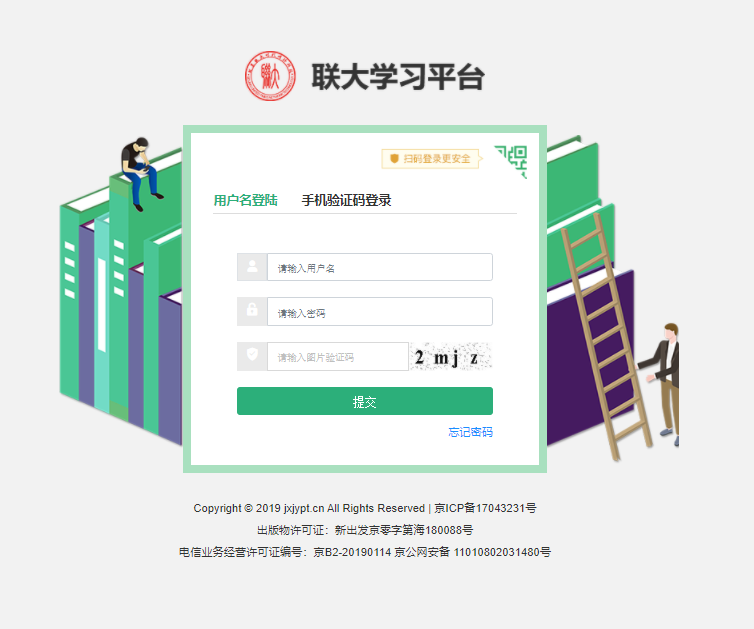 联大学习平台
扫码登录更安全
用户名登陆 手机验证码登录
请输入用户名
请输入密码
请输入图片验证码 2 m j z
提交
忘记密码
Copyright © 2019 jxjypt.cn All Rights Reserved | 京ICP备17043231号
出版物许可证：新出发京零字第海180088号
电信业务经营许可证编号：京B2-20190114 京公网安备 11010802031480号